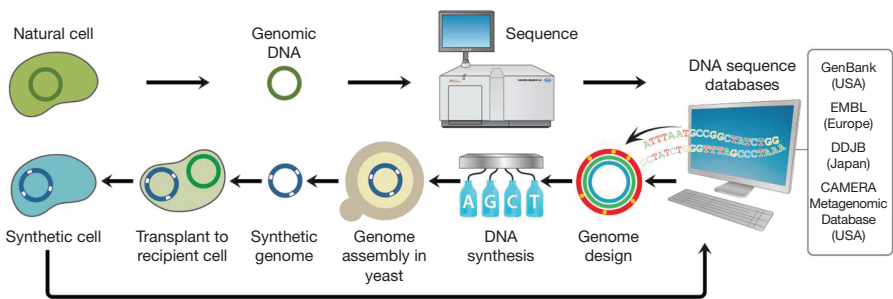 Natural cell
Genomic
DNA
Sequence
DNA sequence
databases
GenBank
(USA)
EMBL
(Europe)
DDJB
(Japan)
CAMERA
Metagenomic
Database
(USA)
ATTTAATGCCGGCTATCTGG
A G C T
Synthetic cell
Transplant to
recipient cell
Synthetic
genome
Genome
assembly in
yeast
DNA
synthesis
Genome
design